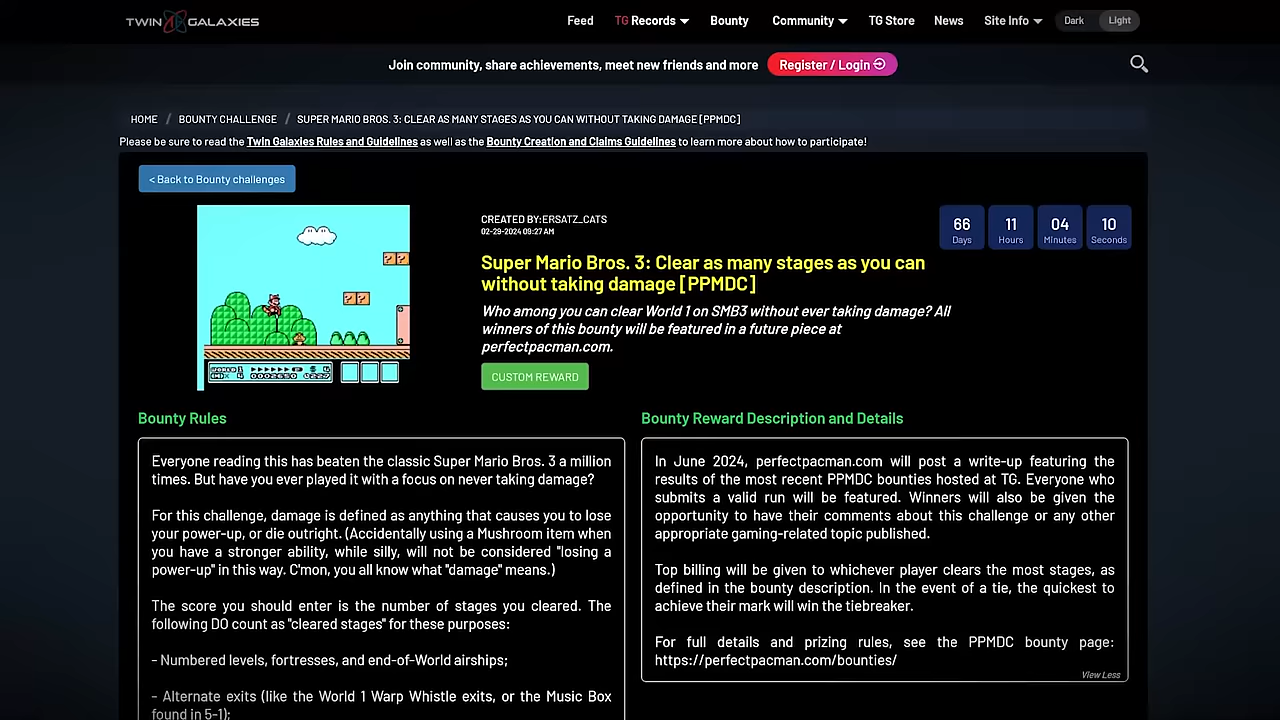 TWIN GALAXIES
Feed
TG Records
Bounty
Community
TG Store
News
Site Info
Dark
Light
Join community, share achievements, meet new friends and more
Register / Login
HOME / BOUNTY CHALLENGE / SUPER MARIO BROS. 3: CLEAR AS MANY STAGES AS YOU CAN WITHOUT TAKING DAMAGE [PPMDC]
Please be sure to read the Twin Galaxies Rules and Guidelines as well as the Bounty Creation and Claims Guidelines to learn more about how to participate!
< Back to Bounty challenges
CREATED BY:ERSATZ_CATS
02-29-2024 09:27 AM
66
Days
11
Hours
04
Minutes
10
Seconds
Super Mario Bros. 3: Clear as many stages as you can
without taking damage [PPMDC]
Who among you can clear World 1 on SMB3 without ever taking damage? All
winners of this bounty will be featured in a future piece at
perfectpacman.com.
CUSTOM REWARD
Bounty Rules
Everyone reading this has beaten the classic Super Mario Bros. 3 a million
times. But have you ever played it with a focus on never taking damage?
For this challenge, damage is defined as anything that causes you to lose
your power-up, or die outright. (Accidentally using a Mushroom item when
you have a stronger ability, while silly, will not be considered "losing a
power-up" in this way. C'mon, you all know what "damage" means.)
The score you should enter is the number of stages you cleared. The
following DO count as "cleared stages" for these purposes:
- Numbered levels, fortresses, and end-of-World airships;
- Alternate exits (like the World 1 Warp Whistle exits, or the Music Box
found in 5-1);
Bounty Reward Description and Details
In June 2024, perfectpacman.com will post a write-up featuring the
results of the most recent PPMDC bounties hosted at TG. Everyone who
submits a valid run will be featured. Winners will also be given the
opportunity to have their comments about this challenge or any other
appropriate gaming-related topic published.
Top billing will be given to whichever player clears the most stages, as
defined in the bounty description. In the event of a tie, the quickest to
achieve their mark will win the tiebreaker.
For full details and prizing rules, see the PPMDC bounty page:
https://perfectpacman.com/bounties/
View Less